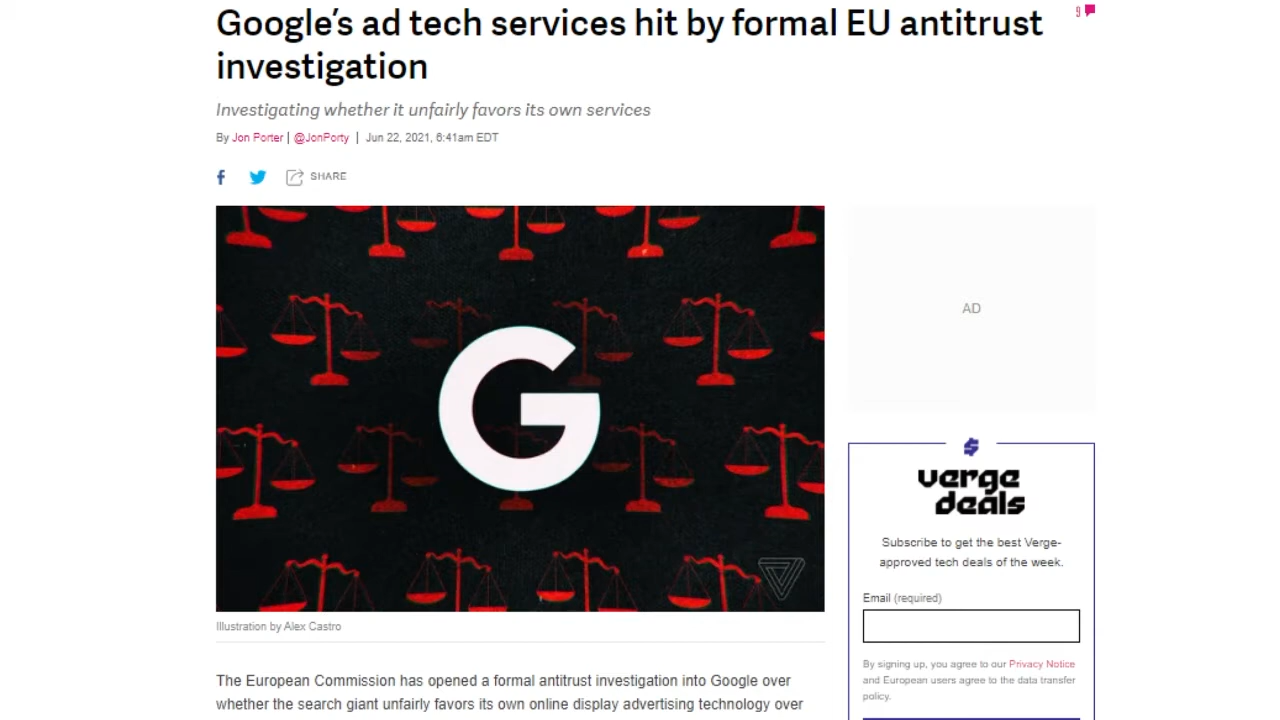 Google's ad tech services hit by formal EU antitrust
investigation
9
Investigating whether it unfairly favors its own services
By Jon Porter | @JonPorty | Jun 22, 2021, 6:41am EDT
SHARE
G
AD
verge
deals
Subscribe to get the best Verge-
approved tech deals of the week.
Email (required)
By signing up, you agree to our Privacy Notice
and European users agree to the data transfer
policy.
Illustration by Alex Castro
The European Commission has opened a formal antitrust investigation into Google over
whether the search giant unfairly favors its own online display advertising technology over